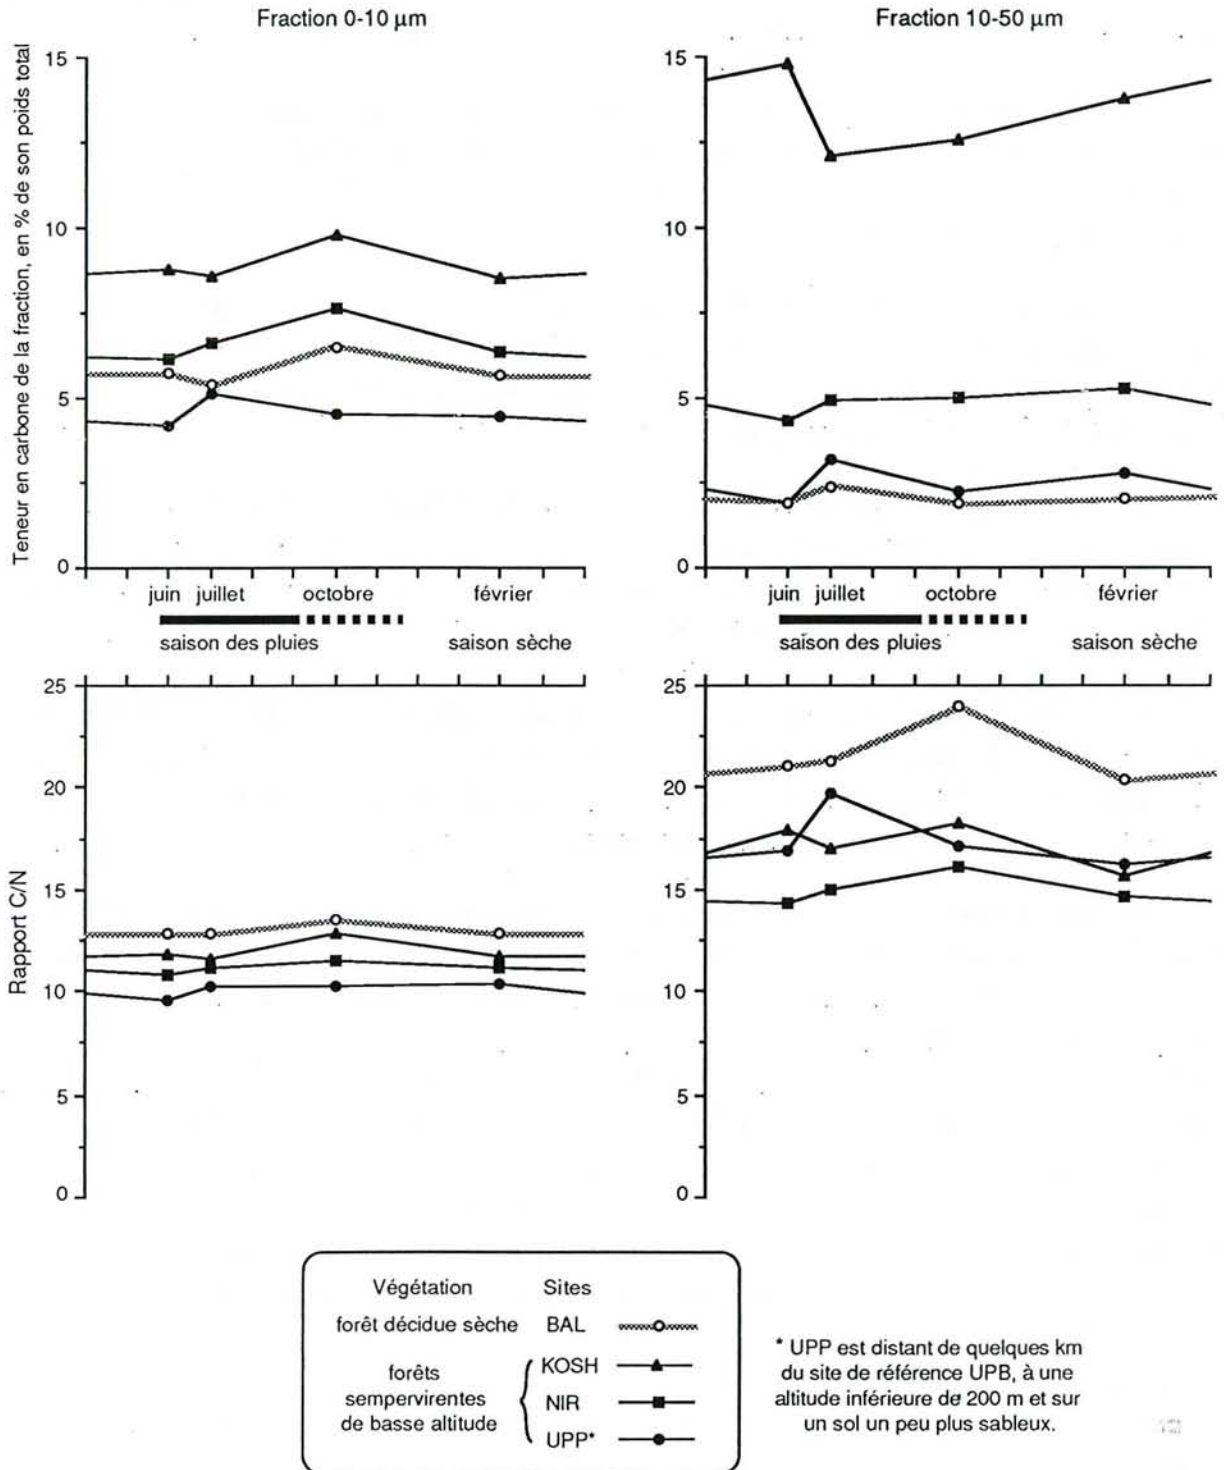 Fraction 0-10 µm
Fraction 10-50 µm
Teneur en carbone de la fraction, en % de son poids total
15
10
5
0
15
10
5
0
juin juillet octobre février
saison des pluies saison sèche
juin juillet octobre février
saison des pluies saison sèche
Rapport C/N
25
20
15
10
5
0
25
20
15
10
5
0
Végétation Sites
forêt décidue sèche BAL
forêts
sempervirentes
de basse altitude
KOSH
NIR
UPP*
* UPP est distant de quelques km
du site de référence UPB, à une
altitude inférieure de 200 m et sur
un sol un peu plus sableux.